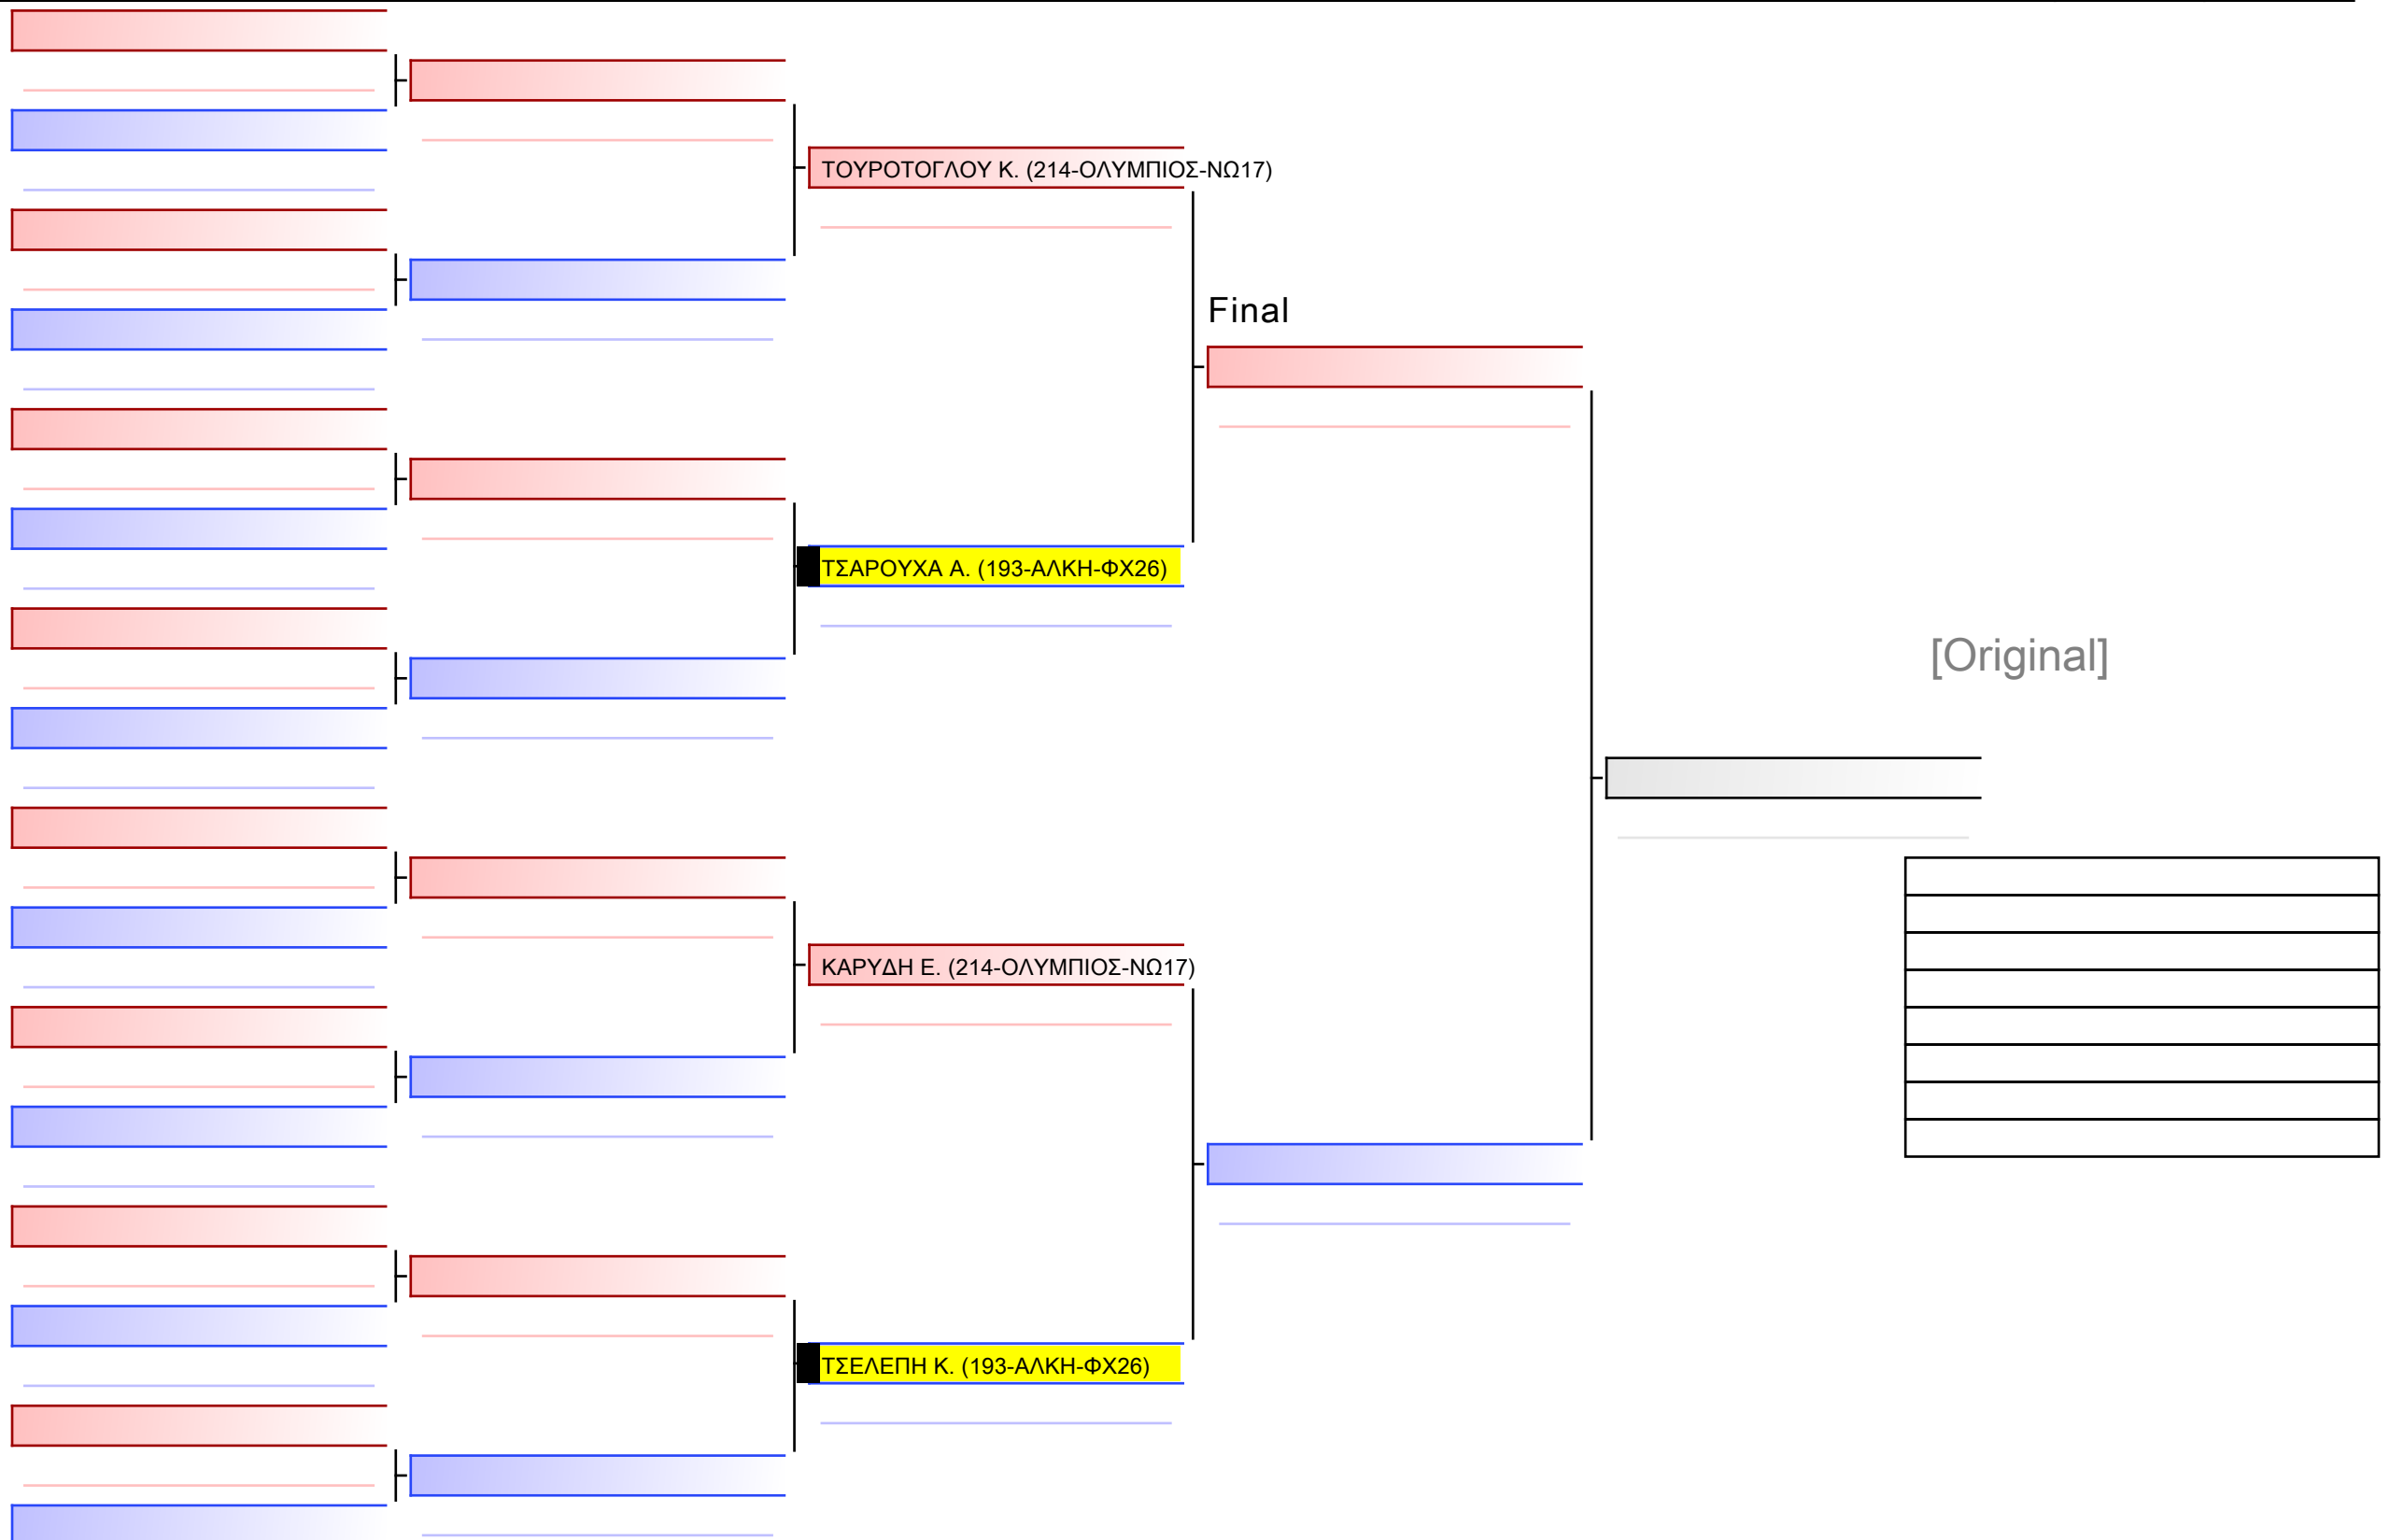 ΤΟΥΡΟΤΟΓΛΟΥ Κ. (214-ΟΛΥΜΠΙΟΣ-ΝΩ17)
Final
ΤΣΑΡΟΥΧΑ Α. (193-ΑΛΚΗ-ΦΧ26)
[Original]
ΚΑΡΥΔΗ Ε. (214-ΟΛΥΜΠΙΟΣ-ΝΩ17)
ΤΣΕΛΕΠΗ Κ. (193-ΑΛΚΗ-ΦΧ26)